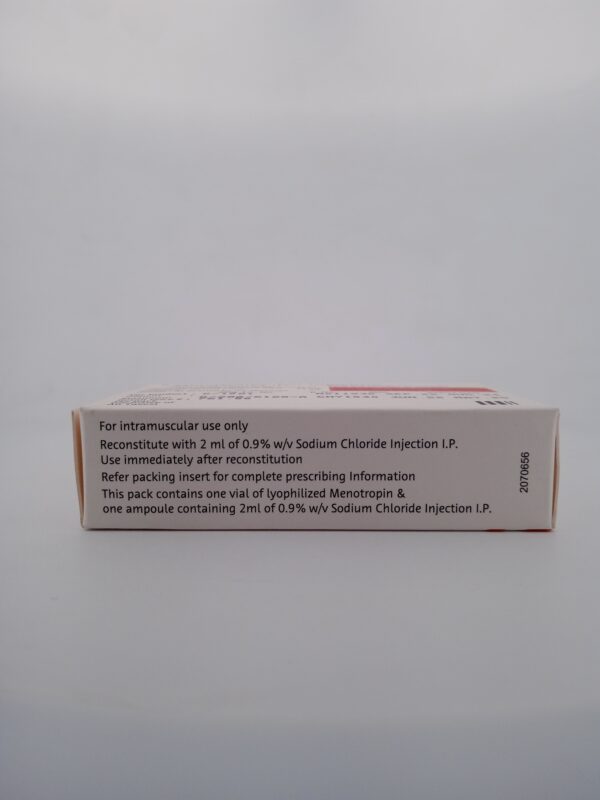 For intramuscular use only
Reconstitute with 2 ml of 0.9% w/v Sodium Chloride Injection I.P.
Use immediately after reconstitution
Refer packing insert for complete prescribing Information
This pack contains one vial of lyophilized Menotropin &
one ampoule containing 2ml of 0.9% w/v Sodium Chloride Injection I.P.
2070656